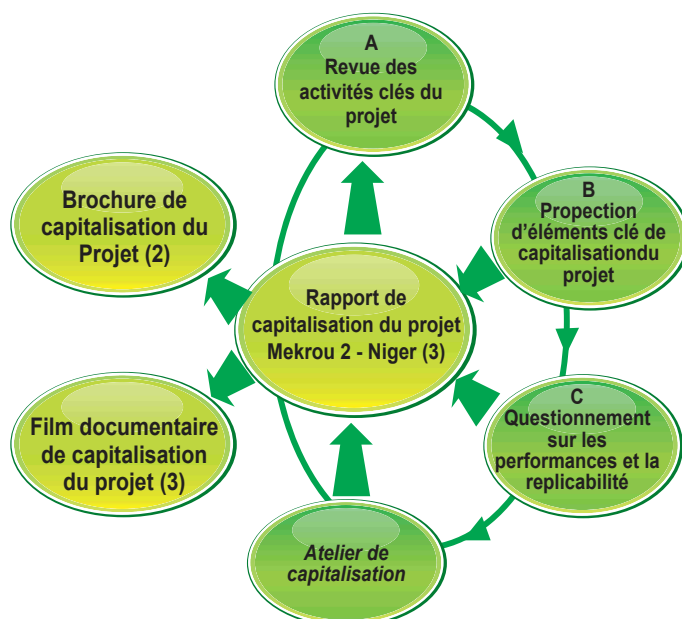 A
Revue des
activités clés du
projet
B
Propection
d'éléments clé de
capitalisationdu
projet
Brochure de
capitalisation du
Projet (2)
Rapport de
capitalisation du projet
Mekrou 2 - Niger (3)
C
Questionnement
sur les
performances et la
replicabilité
Film documentaire
de capitalisation
du projet (3)
Atelier de
capitalisation